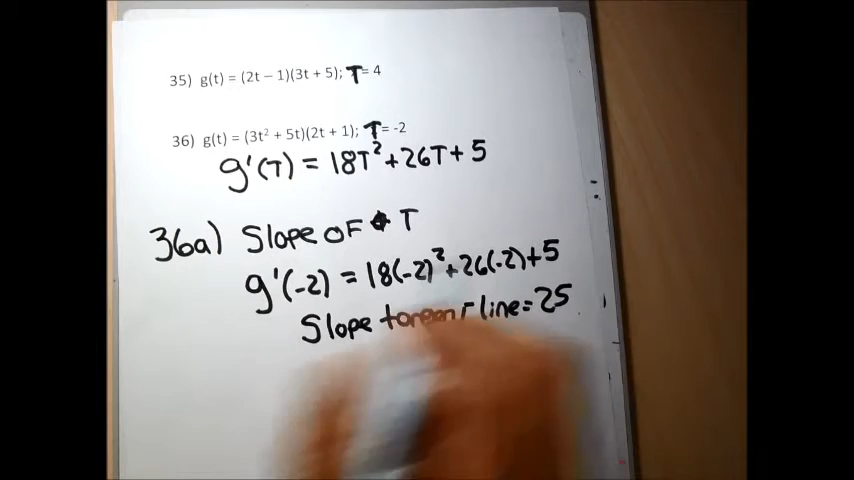 35) g(t) = (2t − 1)(3t + 5); T = 4
36) g(t) = (3t² + 5t)(2t + 1); T = -2
g'(T) = 18T² + 26T + 5
36a) Slope OF T
g'(-2) = 18(-2)² + 26(-2) + 5
Slope tangent line = 25